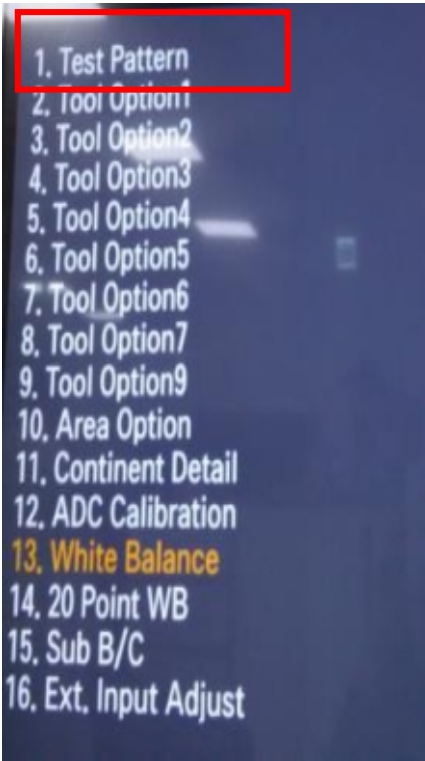 1. Test Pattern
2. Tool Option1
3. Tool Option2
4. Tool Option3
5. Tool Option4
6. Tool Option5
7. Tool Option6
8. Tool Option7
9. Tool Option9
10. Area Option
11. Continent Detail
12. ADC Calibration
13. White Balance
14. 20 Point WB
15. Sub B/C
16. Ext. Input Adjust